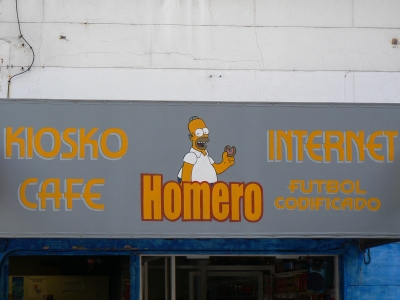 KIOSKO
CAFE
Homero
INTERNET
FUTBOL
CODIFICADO